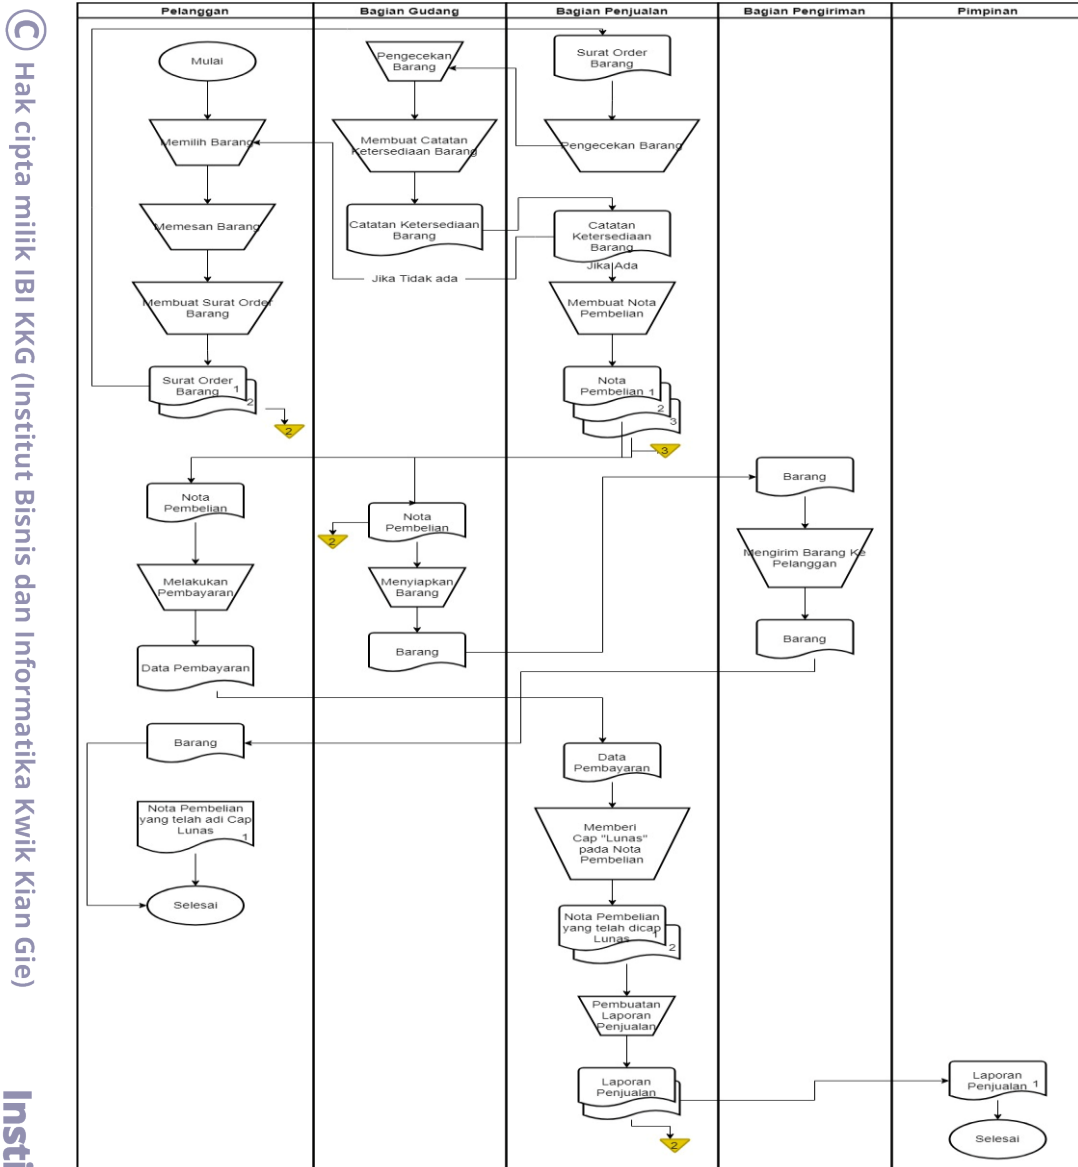 Pelanggan
Bagian Gudang
Bagian Penjualan
Bagian Pengiriman
Pimpinan
Mulai
Memilih Barang
Memesan Barang
Membuat Surat Order
Barang
Surat Order
Barang
1
2
2
Pengecekan
Barang
Membuat Catatan
Ketersediaan Barang
Catatan Ketersediaan
Barang
Jika Tidak ada
Surat Order
Barang
Pengecekan Barang
Catatan
Ketersediaan
Barang
Jika Ada
Membuat Nota
Pembelian
Nota
Pembelian 1
2
3
3
Nota
Pembelian
Melakukan
Pembayaran
Data Pembayaran
Barang
Nota Pembelian
yang telah adi Cap
Lunas
1
Selesai
Nota
Pembelian
2
Menyiapkan
Barang
Barang
Barang
Mengirim Barang Ke
Pelanggan
Barang
Data
Pembayaran
Memberi
Cap "Lunas"
pada Nota
Pembelian
Nota Pembelian
yang telah dicap
Lunas
1
2
Pembuatan
Laporan
Penjualan
Laporan
Penjualan
2
Laporan
Penjualan 1
Selesai
© Hak cipta milik IBI KKG (Institut Bisnis dan Informatika Kwik Kian Gie)
Insti